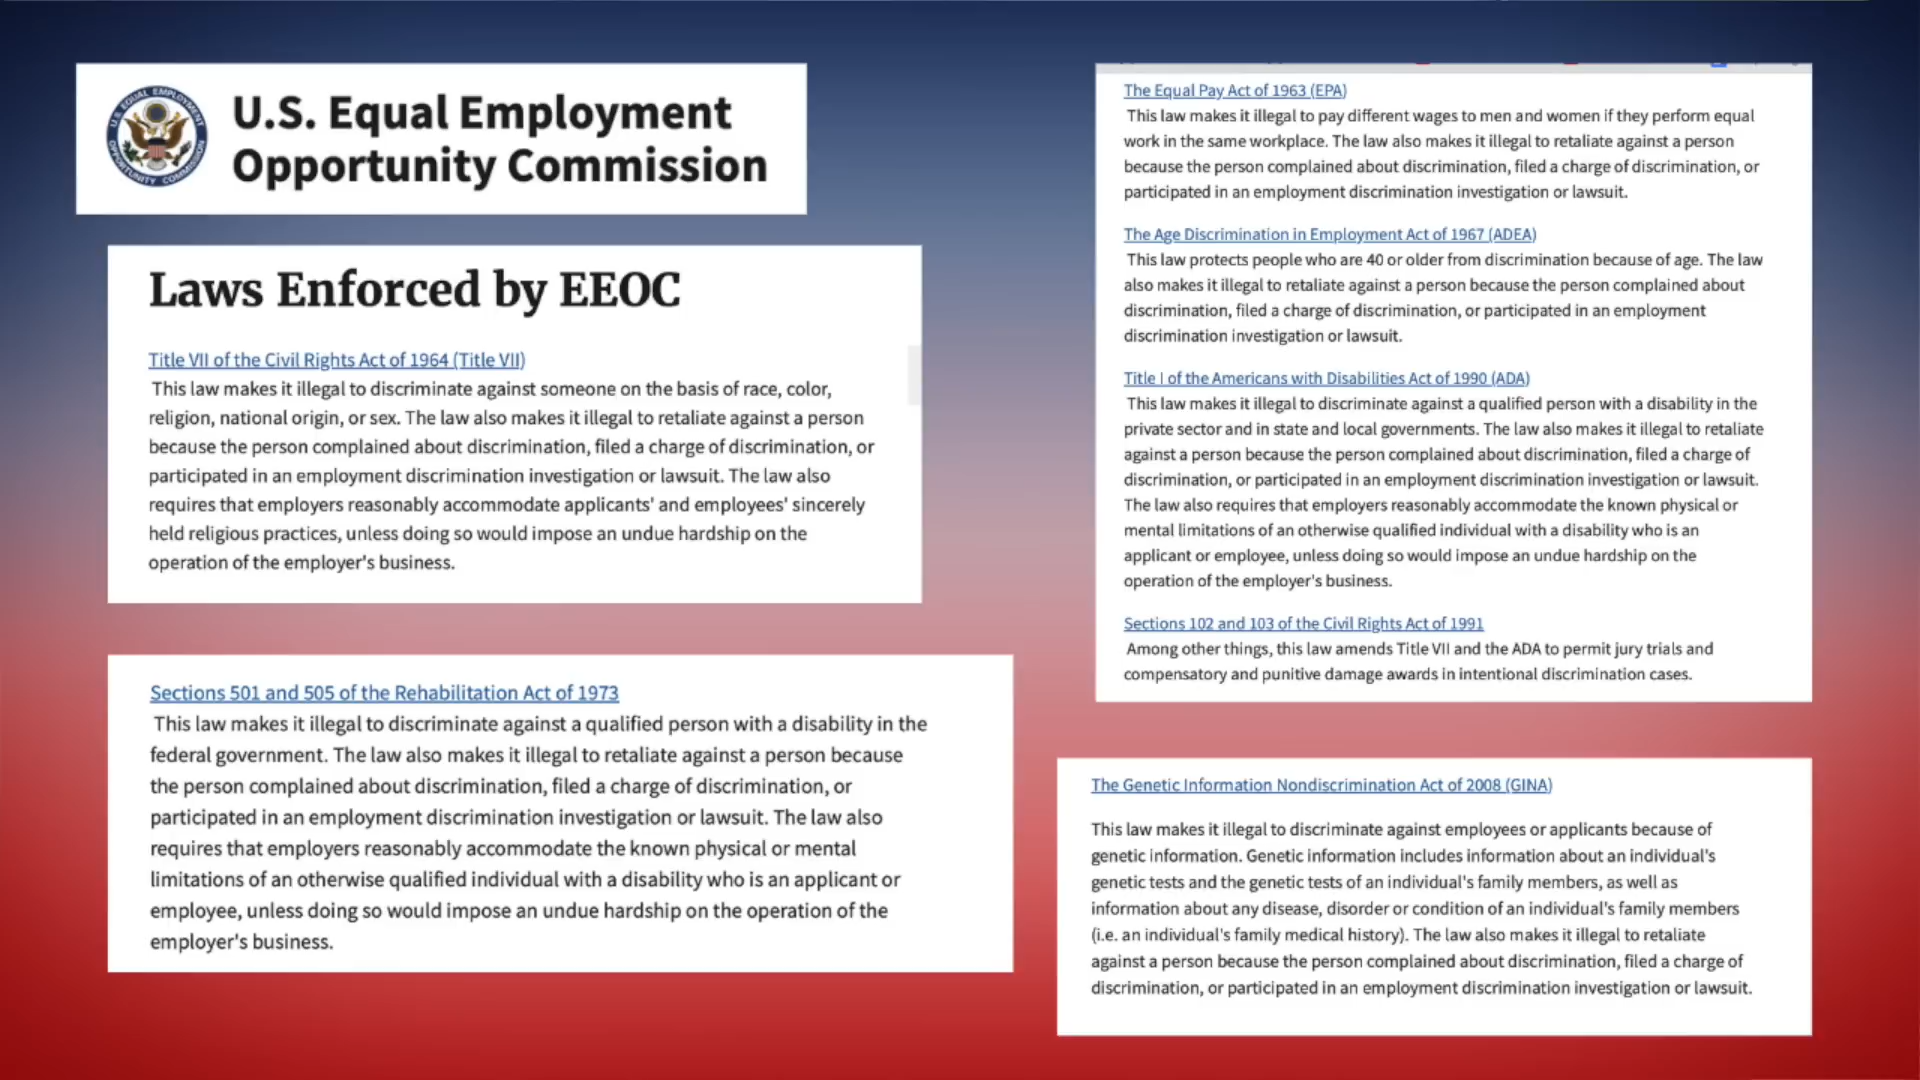 U.S. Equal Employment
Opportunity Commission
U.S. EQUAL EMPLOYMENT OPPORTUNITY COMMISSION
Laws Enforced by EEOC
Title VII of the Civil Rights Act of 1964 (Title VII)
This law makes it illegal to discriminate against someone on the basis of race, color,
religion, national origin, or sex. The law also makes it illegal to retaliate against a person
because the person complained about discrimination, filed a charge of discrimination, or
participated in an employment discrimination investigation or lawsuit. The law also
requires that employers reasonably accommodate applicants' and employees' sincerely
held religious practices, unless doing so would impose an undue hardship on the
operation of the employer's business.
Sections 501 and 505 of the Rehabilitation Act of 1973
This law makes it illegal to discriminate against a qualified person with a disability in the
federal government. The law also makes it illegal to retaliate against a person because
the person complained about discrimination, filed a charge of discrimination, or
participated in an employment discrimination investigation or lawsuit. The law also
requires that employers reasonably accommodate the known physical or mental
limitations of an otherwise qualified individual with a disability who is an applicant or
employee, unless doing so would impose an undue hardship on the operation of the
employer's business.
The Equal Pay Act of 1963 (EPA)
This law makes it illegal to pay different wages to men and women if they perform equal
work in the same workplace. The law also makes it illegal to retaliate against a person
because the person complained about discrimination, filed a charge of discrimination, or
participated in an employment discrimination investigation or lawsuit.
The Age Discrimination in Employment Act of 1967 (ADEA)
This law protects people who are 40 or older from discrimination because of age. The law
also makes it illegal to retaliate against a person because the person complained about
discrimination, filed a charge of discrimination, or participated in an employment
discrimination investigation or lawsuit.
Title I of the Americans with Disabilities Act of 1990 (ADA)
This law makes it illegal to discriminate against a qualified person with a disability in the
private sector and in state and local governments. The law also makes it illegal to retaliate
against a person because the person complained about discrimination, filed a charge of
discrimination, or participated in an employment discrimination investigation or lawsuit.
The law also requires that employers reasonably accommodate the known physical or
mental limitations of an otherwise qualified individual with a disability who is an
applicant or employee, unless doing so would impose an undue hardship on the
operation of the employer's business.
Sections 102 and 103 of the Civil Rights Act of 1991
Among other things, this law amends Title VII and the ADA to permit jury trials and
compensatory and punitive damage awards in intentional discrimination cases.
The Genetic Information Nondiscrimination Act of 2008 (GINA)
This law makes it illegal to discriminate against employees or applicants because of
genetic information. Genetic information includes information about an individual's
genetic tests and the genetic tests of an individual's family members, as well as
information about any disease, disorder or condition of an individual's family members
(i.e. an individual's family medical history). The law also makes it illegal to retaliate
against a person because the person complained about discrimination, filed a charge of
discrimination, or participated in an employment discrimination investigation or lawsuit.